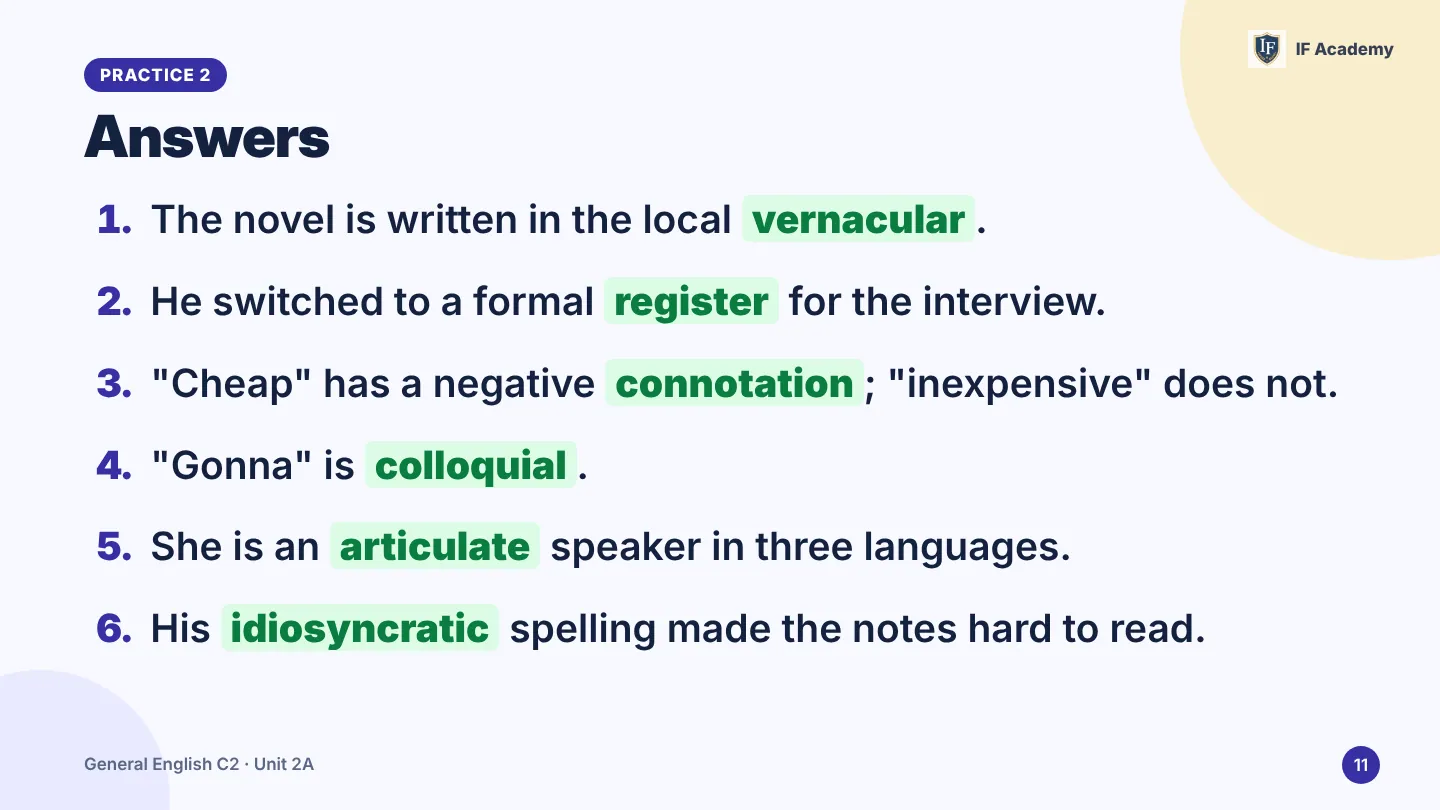 IF
IF Academy
PRACTICE 2
Answers
1. The novel is written in the local vernacular.
2. He switched to a formal register for the interview.
3. "Cheap" has a negative connotation; "inexpensive" does not.
4. "Gonna" is colloquial.
5. She is an articulate speaker in three languages.
6. His idiosyncratic spelling made the notes hard to read.
General English C2 · Unit 2A
11